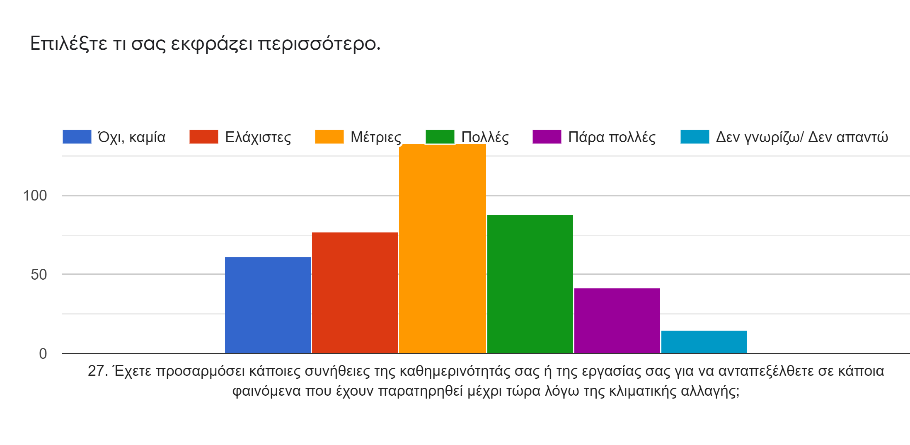 Επιλέξτε τι σας εκφράζει περισσότερο.
Όχι, καμία Ελάχιστες Μέτριες Πολλές Πάρα πολλές Δεν γνωρίζω/ Δεν απαντώ
100
50
0
27. Έχετε προσαρμόσει κάποιες συνήθειες της καθημερινότητάς σας ή της εργασίας σας για να ανταπεξέλθετε σε κάποια
φαινόμενα που έχουν παρατηρηθεί μέχρι τώρα λόγω της κλιματικής αλλαγής;